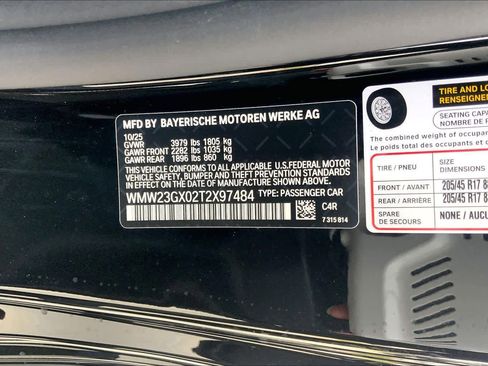 MFD BY BAYERISCHE MOTOREN WERKE AG
10/25
GVWR 3979 lbs 1805 kg
GAWR FRONT 2282 lbs 1035 kg
GAWR REAR 1896 lbs 860 kg
THIS VEHICLE CONFORMS TO ALL APPLICABLE U.S.FEDERAL MOTOR
VEHICLE SAFETY, BUMPER, AND THEFT PREVENTION STANDARDS
IN EFFECT ON THE DATE OF MANUFACTURE SHOWN ABOVE.
WMW23GX02T2X97484 TYPE: PASSENGER CAR
C4R
7 315 814
TIRE AND LO
RENSEIGNEM
SEATING CAPA
NOMBRE DE P
The combined weight of occupa
Le poids total des occupant
TIRE / PNEU SIZE
DIMENSIONS
FRONT / AVANT 205/45 R17 8
REAR / ARRIÈRE 205/45 R17 8
SPARE
DE SECOURS NONE / AUCU